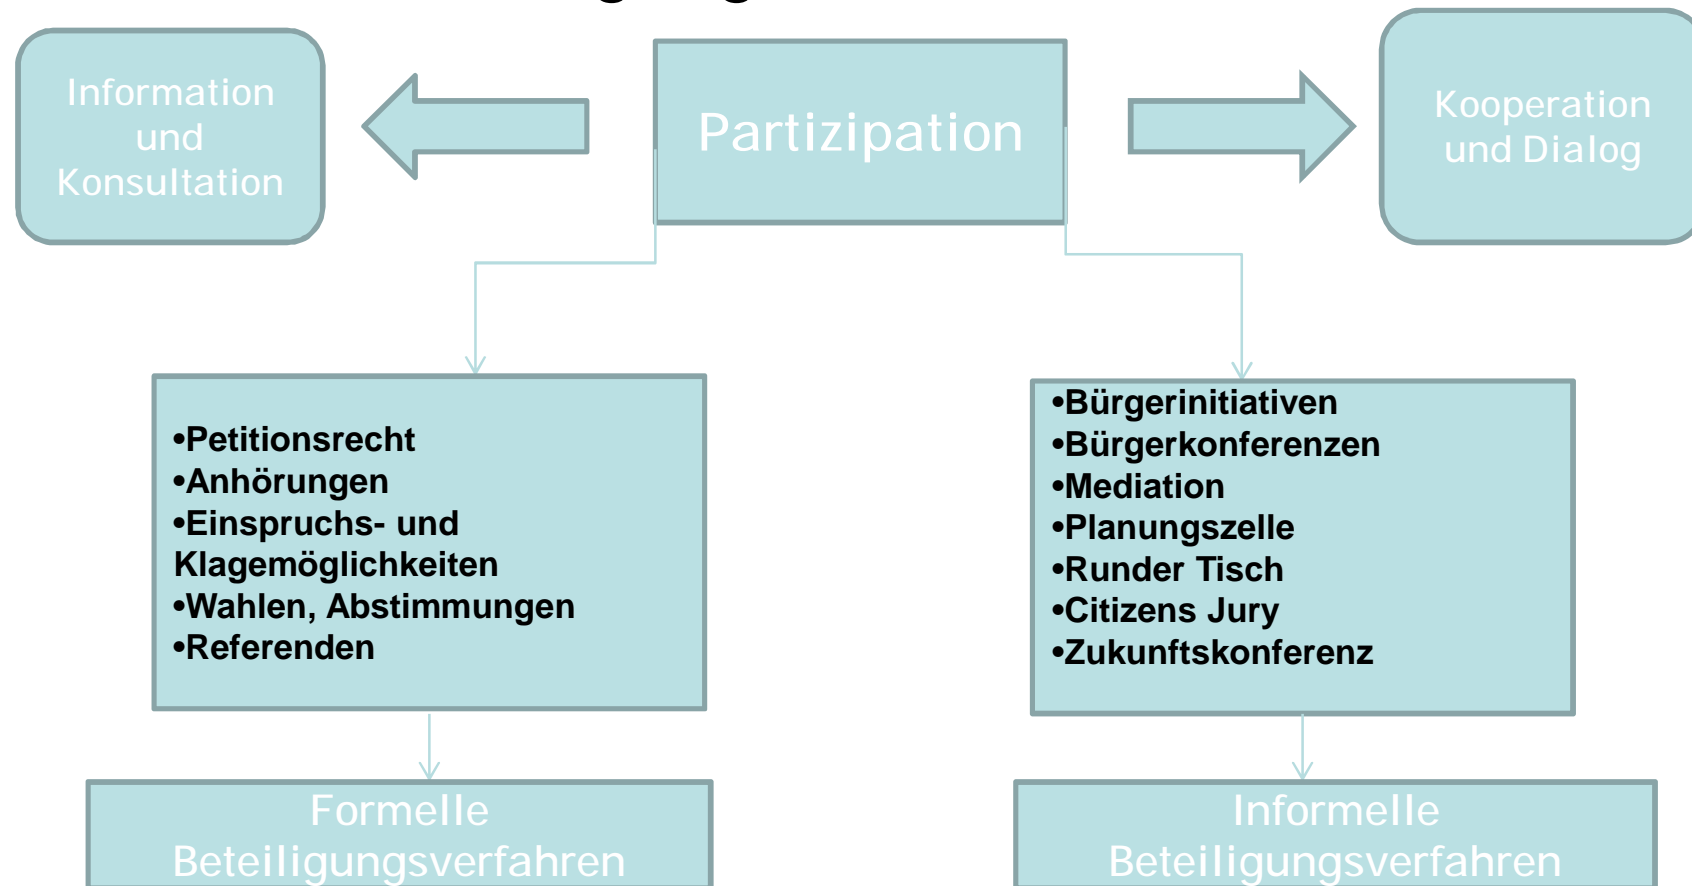 Information
und
Konsultation
Partizipation
Kooperation
und Dialog
•Petitionsrecht
•Anhörungen
•Einspruchs- und
Klagemöglichkeiten
•Wahlen, Abstimmungen
•Referenden
•Bürgerinitiativen
•Bürgerkonferenzen
•Mediation
•Planungszelle
•Runder Tisch
•Citizens Jury
•Zukunftskonferenz
Formelle
Beteiligungsverfahren
Informelle
Beteiligungsverfahren